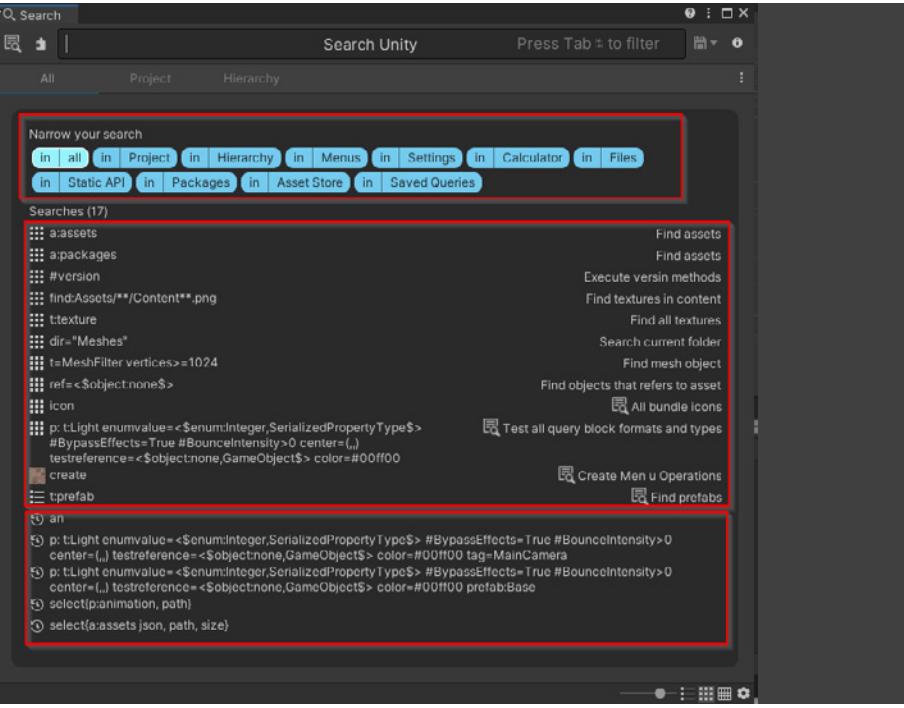 Search
Search Unity Press Tab to filter
All Project Hierarchy
Narrow your search
in all in Project in Hierarchy in Menus in Settings in Calculator in Files
in Static API in Packages in Asset Store in Saved Queries
Searches (17)
a:assets Find assets
a:packages Find assets
#version Execute versin methods
find:Assets/**/Content**.png Find textures in content
t:texture Find all textures
dir="Meshes" Search current folder
t=MeshFilter vertices>=1024 Find mesh object
ref=<$object:none$> Find objects that refers to asset
icon All bundle icons
p: t:Light enumvalue=<$enum:Integer,SerializedPropertyType$> Test all query block formats and types
#BypassEffects=True #BounceIntensity>0 center=(,,)
testreference=<$object:none,GameObject$> color=#00ff00
create Create Men u Operations
t:prefab Find prefabs
an
p: t:Light enumvalue=<$enum:Integer,SerializedPropertyType$> #BypassEffects=True #BounceIntensity>0
center=(,,) testreference=<$object:none,GameObject$> color=#00ff00 tag=MainCamera
p: t:Light enumvalue=<$enum:Integer,SerializedPropertyType$> #BypassEffects=True #BounceIntensity>0
center=(,,) testreference=<$object:none,GameObject$> color=#00ff00 prefab:Base
select{p:animation, path}
select{a:assets json, path, size}